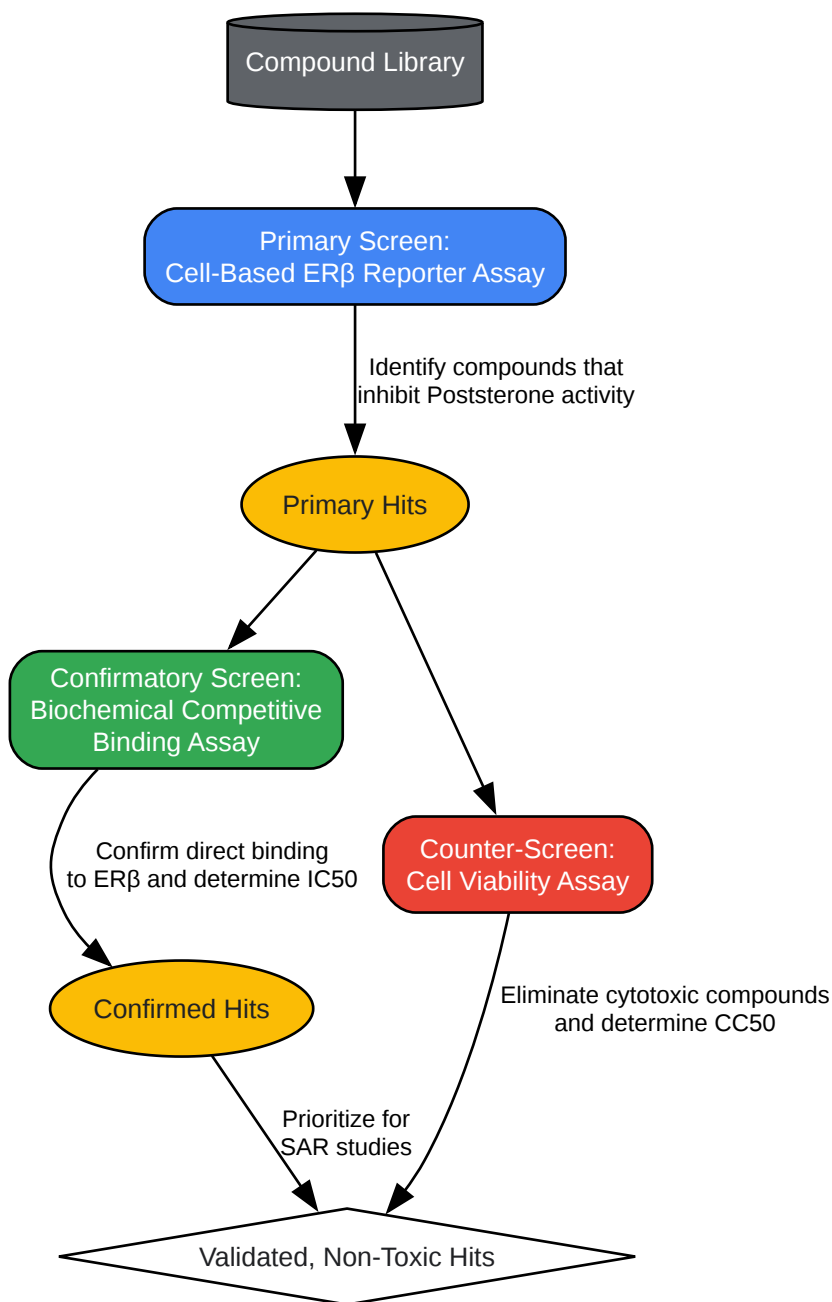 Compound Library
Primary Screen:
Cell-Based ERβ Reporter Assay
Identify compounds that
inhibit Poststerone activity
Primary Hits
Confirmatory Screen:
Biochemical Competitive
Binding Assay
Confirm direct binding
to ERβ and determine IC50
Counter-Screen:
Cell Viability Assay
Confirmed Hits
Eliminate cytotoxic compounds
and determine CC50
Prioritize for
SAR studies
Validated, Non-Toxic Hits